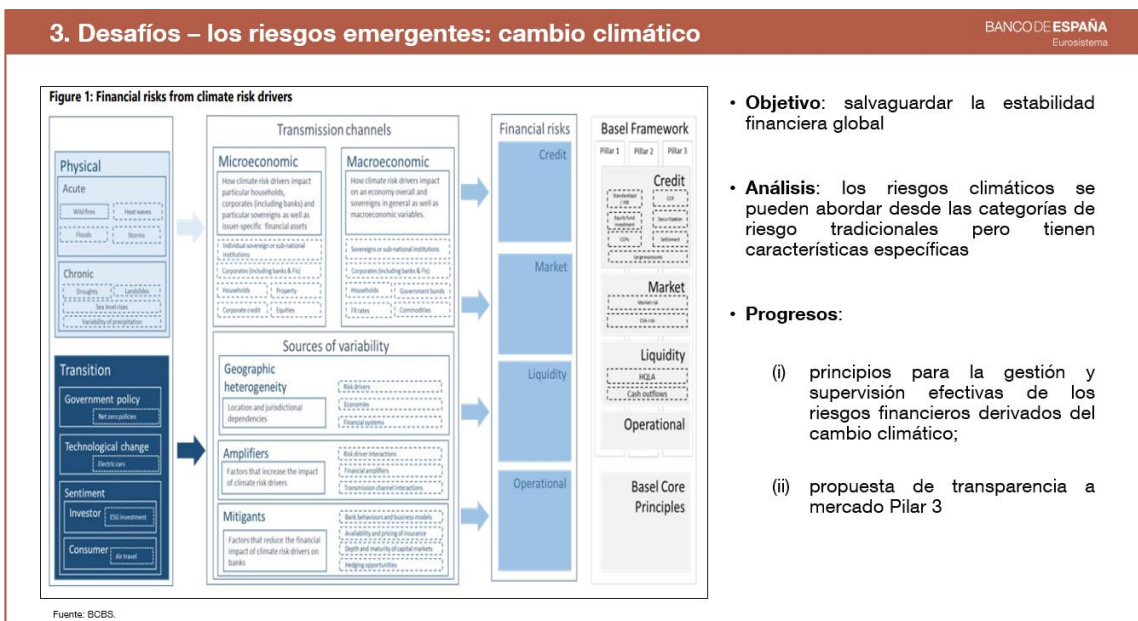 3. Desafíos – los riesgos emergentes: cambio climático
BANCO DE ESPAÑA
Eurosistema
Figure 1: Financial risks from climate risk drivers
Physical
Acute
Wild fires
Heat waves
Floods
Storms
Chronic
Droughts
Landslides
Sea level rises
Variability of precipitation
Transition
Government policy
Net zero policies
Technological change
Electric cars
Sentiment
Investor
ESG investment
Consumer
Air travel
Transmission channels
Microeconomic
How climate risk drivers impact
particular households,
corporates (including banks) and
particular sovereigns as well as
issuer-specific financial assets
Individual sovereign or sub-national
institutions
Corporates (including banks & FIs)
Households
Property
Corporate credit
Equities
Macroeconomic
How climate risk drivers impact
on an economy overall and
sovereigns in general as well as
macroeconomic variables.
Sovereigns or sub-national institutions
Corporates (including banks & FIs)
Households
Government bonds
FX rates
Commodities
Sources of variability
Geographic
heterogeneity
Location and jurisdictional
dependencies
Risk drivers
Economies
Financial systems
Amplifiers
Factors that increase the impact
of climate risk drivers
Risk driver interactions
Financial amplifiers
Transmission channel interactions
Mitigants
Factors that reduce the financial
impact of climate risk drivers on
banks
Bank behaviours and business models
Availability and pricing of insurance
Depth and maturity of capital markets
Hedging opportunities
Financial risks
Credit
Market
Liquidity
Operational
Basel Framework
Pillar 1
Pillar 2
Pillar 3
Credit
Standardised
/ IRB
CCR
Equity fund
investment
Securitization
CCPs
Settlement
Large exposures
Market
Market risk
CVA risk
Liquidity
HQLA
Cash outflows
Operational
Basel Core
Principles
• Objetivo: salvaguardar la estabilidad
financiera global
• Análisis: los riesgos climáticos se
pueden abordar desde las categorías de
riesgo tradicionales pero tienen
características específicas
• Progresos:
(i) principios para la gestión y
supervisión efectivas de los
riesgos financieros derivados del
cambio climático;
(ii) propuesta de transparencia a
mercado Pilar 3
Fuente: BCBS.